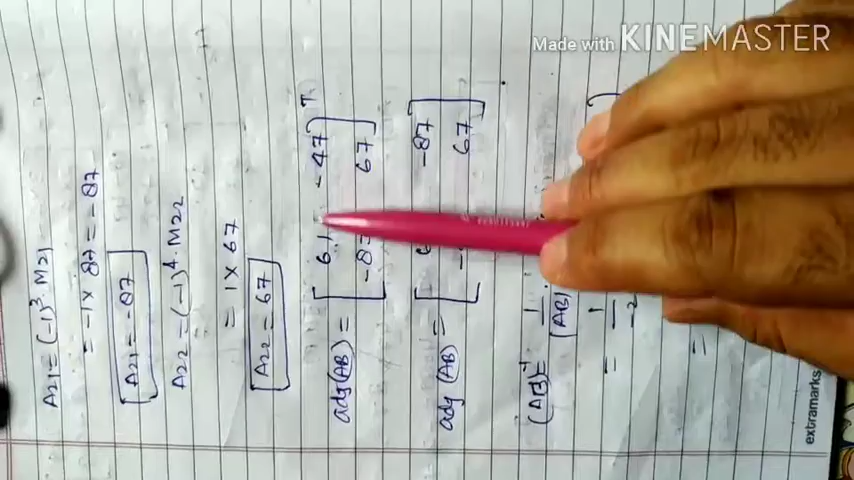 A21 = (-1)³ · M21
= -1 × 87 = -87
A21 = -87
A22 = (-1)⁴ · M22
= 1 × 67
A22 = 67
adj(AB) = [ 61 -47 ]T
[ -87 67 ]
adj(AB) = [ -87 ]
[ 67 ]
(AB)⁻¹ = 1
|AB|
= 1
=
Made with KINEMASTER
extramarks